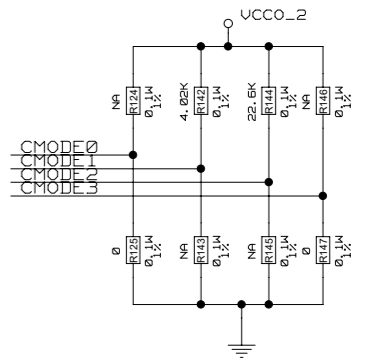 VCCO_2
NA R124 0.1W 0.1%
4.02K R142 0.1W 0.1%
22.6K R144 0.1W 0.1%
NA R146 0.1W 0.1%
CMODE0
CMODE1
CMODE2
CMODE3
0 R125 0.1W 0.1%
NA R143 0.1W 0.1%
NA R145 0.1W 0.1%
0 R147 0.1W 0.1%